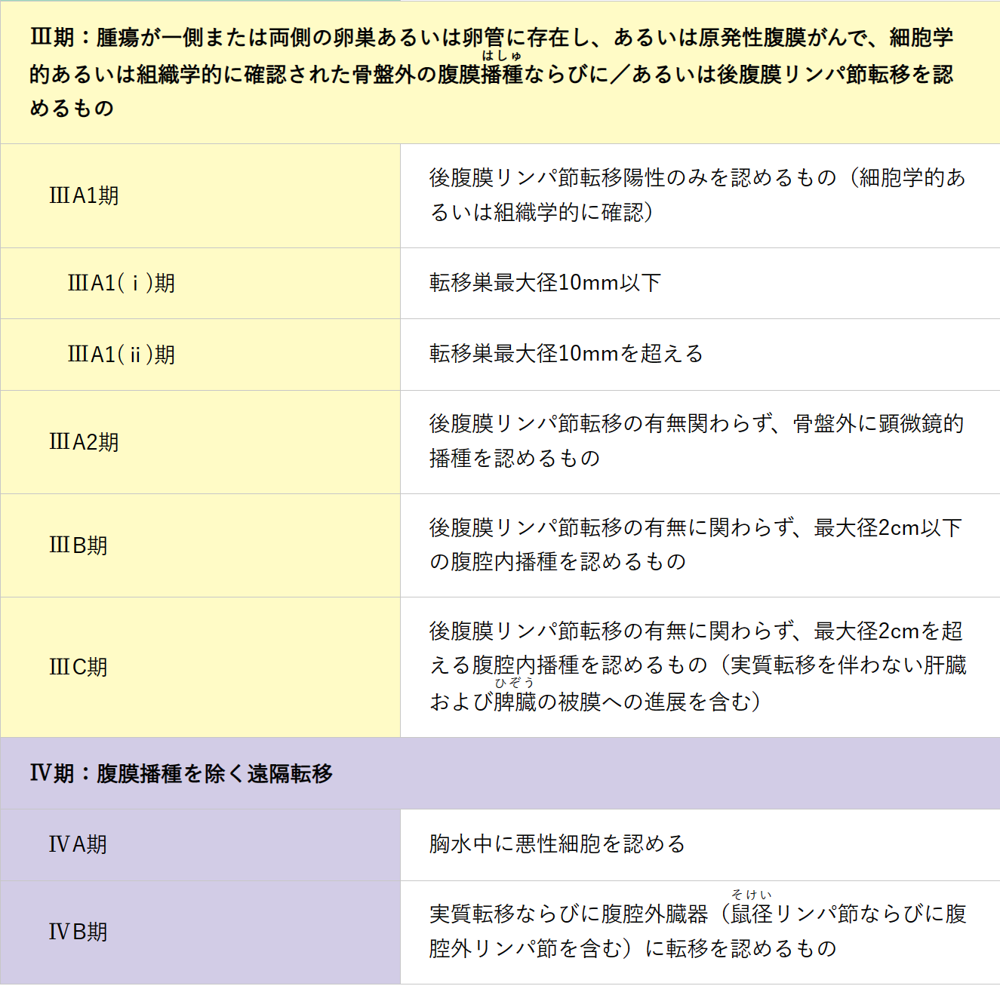 Ⅲ期：腫瘍が一側または両側の卵巣あるいは卵管に存在し、あるいは原発性腹膜がんで、細胞学
はしゅ
的あるいは組織学的に確認された骨盤外の腹膜播種ならびに／あるいは後腹膜リンパ節転移を認
めるもの
ⅢA1期
後腹膜リンパ節転移陽性のみを認めるもの（細胞学的あ
るいは組織学的に確認）
ⅢA1(ⅰ)期
転移巣最大径10mm以下
ⅢA1(ⅱ)期
転移巣最大径10mmを超える
ⅢA2期
後腹膜リンパ節転移の有無関わらず、骨盤外に顕微鏡的
播種を認めるもの
ⅢB期
後腹膜リンパ節転移の有無に関わらず、最大径2cm以下
の腹腔内播種を認めるもの
ⅢC期
後腹膜リンパ節転移の有無に関わらず、最大径2cmを超
える腹腔内播種を認めるもの（実質転移を伴わない肝臓
ひぞう
および脾臓の被膜への進展を含む）
Ⅳ期：腹膜播種を除く遠隔転移
ⅣA期
胸水中に悪性細胞を認める
ⅣB期
そけい
実質転移ならびに腹腔外臓器（鼠径リンパ節ならびに腹
腔外リンパ節を含む）に転移を認めるもの